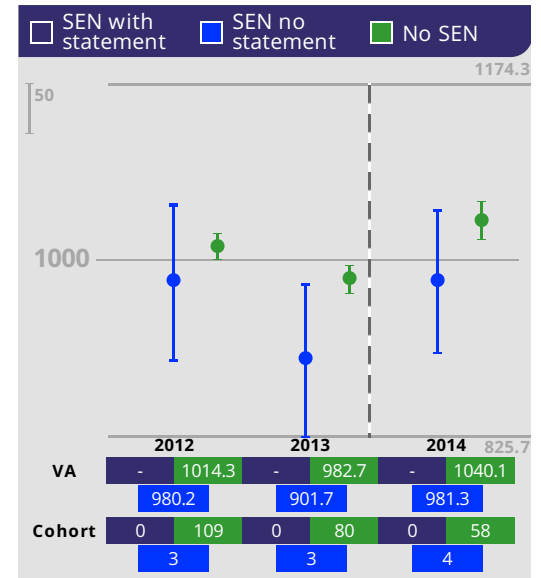 SEN with statement
SEN no statement
No SEN
1174.3
50
1000
2012 2013 2014 825.7
VA - 1014.3 - 982.7 - 1040.1
980.2 901.7 981.3
Cohort 0 109 0 80 0 58
3 3 4